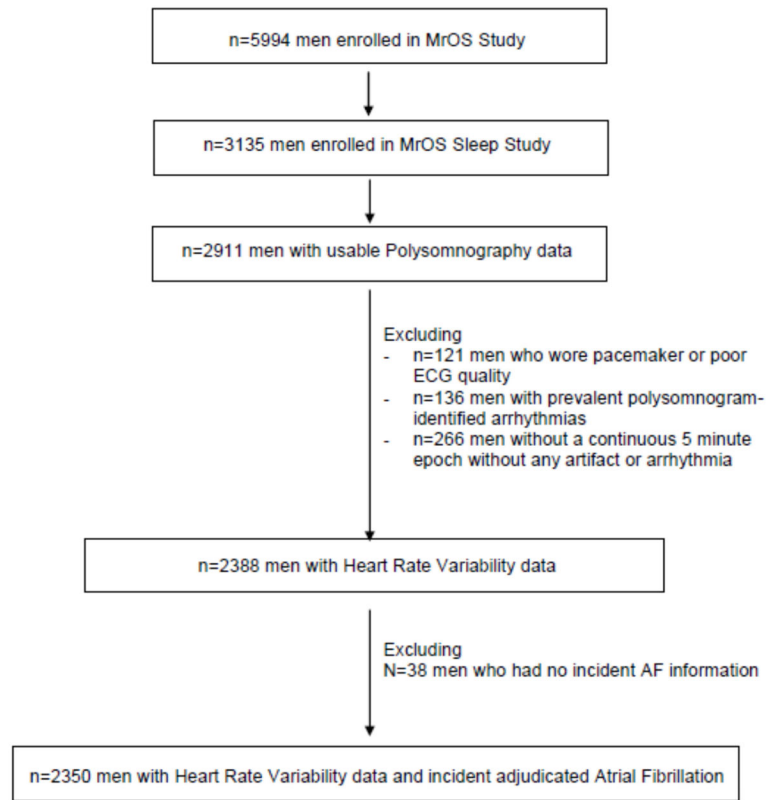 n=5994 men enrolled in MrOS Study
n=3135 men enrolled in MrOS Sleep Study
n=2911 men with usable Polysomnography data
Excluding
- n=121 men who wore pacemaker or poor
ECG quality
- n=136 men with prevalent polysomnogram-
identified arrhythmias
- n=266 men without a continuous 5 minute
epoch without any artifact or arrhythmia
n=2388 men with Heart Rate Variability data
Excluding
N=38 men who had no incident AF information
n=2350 men with Heart Rate Variability data and incident adjudicated Atrial Fibrillation